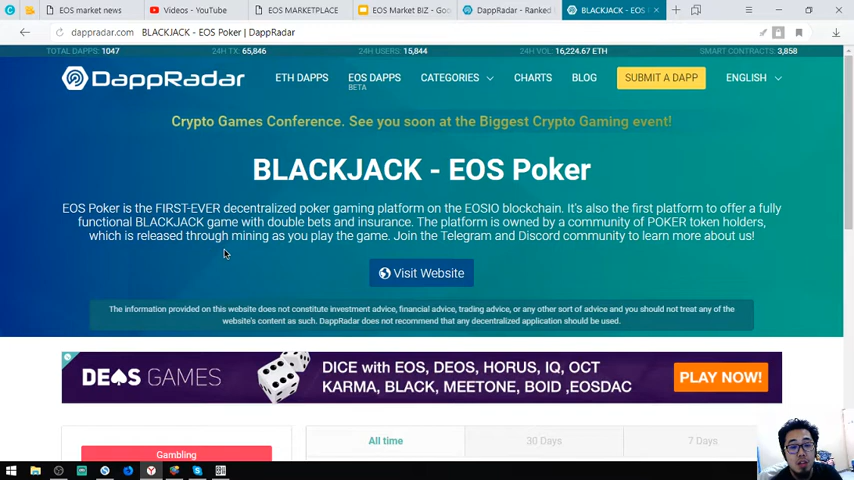 EOS market news
Videos - YouTube
EOS MARKETPLACE
EOS Market BIZ - Goo
DappRadar - Ranked
BLACKJACK - EOS
dappradar.com BLACKJACK - EOS Poker | DappRadar
TOTAL DAPPS: 1047 24H TX: 65,846 24H USERS: 15,844 24H VOL: 16,224.67 ETH SMART CONTRACTS: 3,858
DappRadar ETH DAPPS EOS DAPPS CATEGORIES CHARTS BLOG SUBMIT A DAPP ENGLISH
BETA
Crypto Games Conference. See you soon at the Biggest Crypto Gaming event!
BLACKJACK - EOS Poker
EOS Poker is the FIRST-EVER decentralized poker gaming platform on the EOSIO blockchain. It's also the first platform to offer a fully
functional BLACKJACK game with double bets and insurance. The platform is owned by a community of POKER token holders,
which is released through mining as you play the game. Join the Telegram and Discord community to learn more about us!
Visit Website
The information provided on this website does not constitute investment advice, financial advice, trading advice, or any other sort of advice and you should not treat any of the
website's content as such. DappRadar does not recommend that any decentralized application should be used.
DEOS GAMES
DICE with EOS, DEOS, HORUS, IQ, OCT
KARMA, BLACK, MEETONE, BOID ,EOSDAC
PLAY NOW!
Gambling
All time 30 Days 7 Days